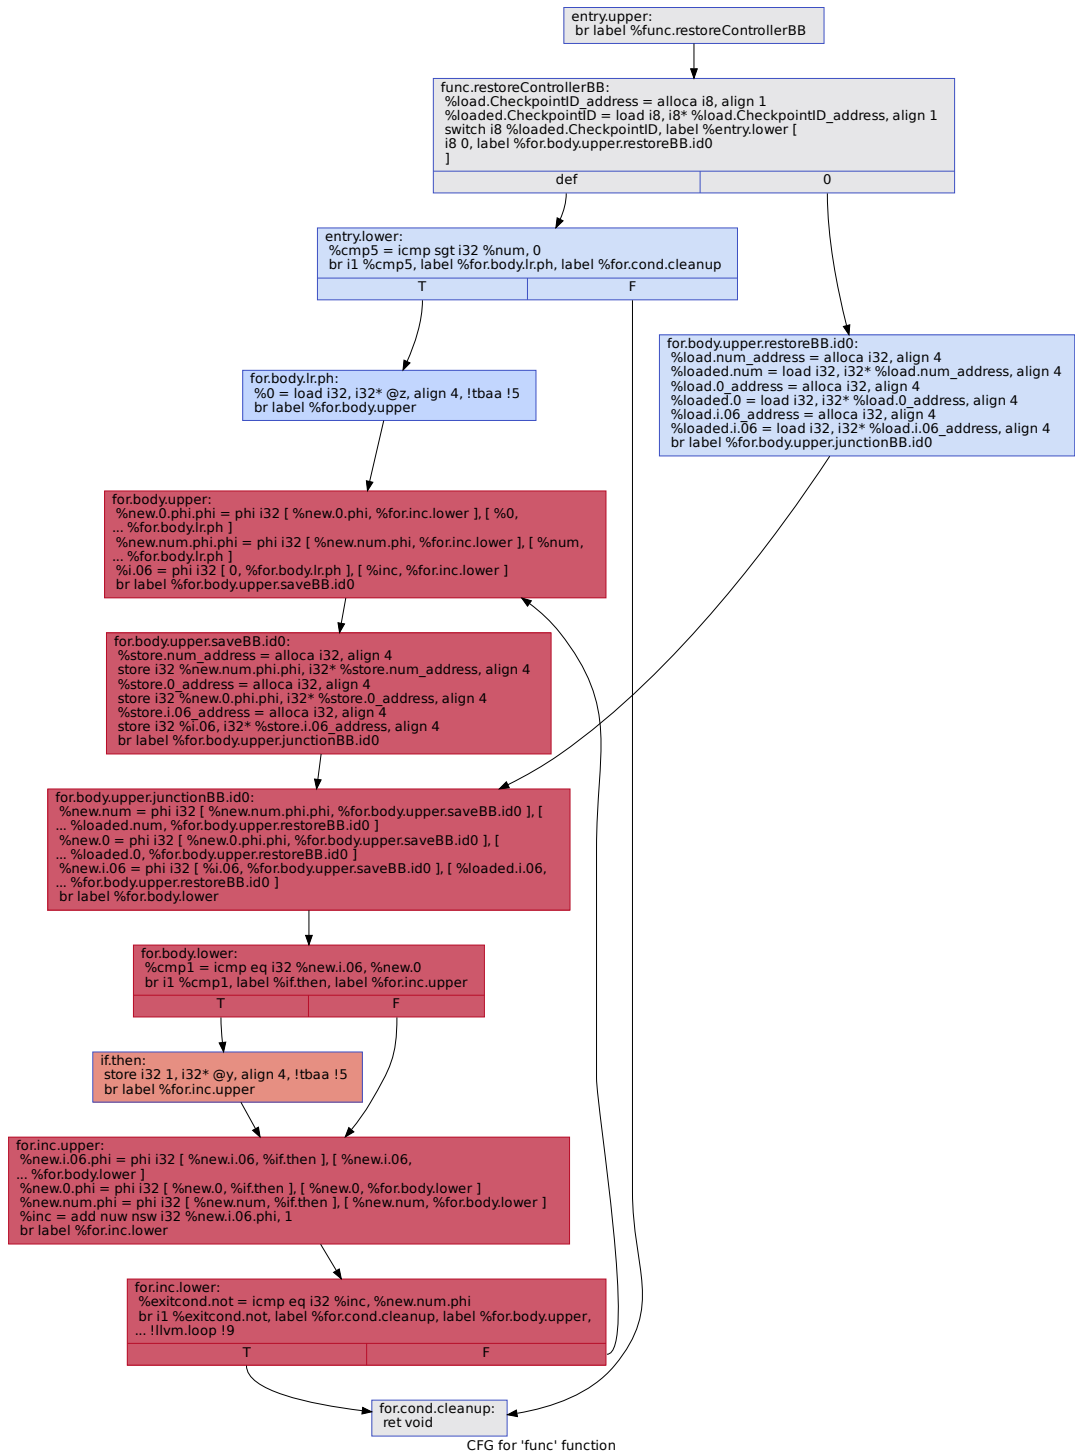 entry.upper:
br label %func.restoreControllerBB
func.restoreControllerBB:
%load.CheckpointID_address = alloca i8, align 1
%loaded.CheckpointID = load i8, i8* %load.CheckpointID_address, align 1
switch i8 %loaded.CheckpointID, label %entry.lower [
i8 0, label %for.body.upper.restoreBB.id0
]
def
0
entry.lower:
%cmp5 = icmp sgt i32 %num, 0
br i1 %cmp5, label %for.body.lr.ph, label %for.cond.cleanup
T
F
for.body.upper.restoreBB.id0:
%load.num_address = alloca i32, align 4
%loaded.num = load i32, i32* %load.num_address, align 4
%load.0_address = alloca i32, align 4
%loaded.0 = load i32, i32* %load.0_address, align 4
%load.i.06_address = alloca i32, align 4
%loaded.i.06 = load i32, i32* %load.i.06_address, align 4
br label %for.body.upper.junctionBB.id0
for.body.lr.ph:
%0 = load i32, i32* @z, align 4, !tbaa !5
br label %for.body.upper
for.body.upper:
%new.0.phi.phi = phi i32 [ %new.0.phi, %for.inc.lower ], [ %0,
... %for.body.lr.ph ]
%new.num.phi.phi = phi i32 [ %new.num.phi, %for.inc.lower ], [ %num,
... %for.body.lr.ph ]
%i.06 = phi i32 [ 0, %for.body.lr.ph ], [ %inc, %for.inc.lower ]
br label %for.body.upper.saveBB.id0
for.body.upper.saveBB.id0:
%store.num_address = alloca i32, align 4
store i32 %new.num.phi.phi, i32* %store.num_address, align 4
%store.0_address = alloca i32, align 4
store i32 %new.0.phi.phi, i32* %store.0_address, align 4
%store.i.06_address = alloca i32, align 4
store i32 %i.06, i32* %store.i.06_address, align 4
br label %for.body.upper.junctionBB.id0
for.body.upper.junctionBB.id0:
%new.num = phi i32 [ %new.num.phi.phi, %for.body.upper.saveBB.id0 ], [
... %loaded.num, %for.body.upper.restoreBB.id0 ]
%new.0 = phi i32 [ %new.0.phi.phi, %for.body.upper.saveBB.id0 ], [
... %loaded.0, %for.body.upper.restoreBB.id0 ]
%new.i.06 = phi i32 [ %i.06, %for.body.upper.saveBB.id0 ], [ %loaded.i.06,
... %for.body.upper.restoreBB.id0 ]
br label %for.body.lower
for.body.lower:
%cmp1 = icmp eq i32 %new.i.06, %new.0
br i1 %cmp1, label %if.then, label %for.inc.upper
T
F
if.then:
store i32 1, i32* @y, align 4, !tbaa !5
br label %for.inc.upper
for.inc.upper:
%new.i.06.phi = phi i32 [ %new.i.06, %if.then ], [ %new.i.06,
... %for.body.lower ]
%new.0.phi = phi i32 [ %new.0, %if.then ], [ %new.0, %for.body.lower ]
%new.num.phi = phi i32 [ %new.num, %if.then ], [ %new.num, %for.body.lower ]
%inc = add nuw nsw i32 %new.i.06.phi, 1
br label %for.inc.lower
for.inc.lower:
%exitcond.not = icmp eq i32 %inc, %new.num.phi
br i1 %exitcond.not, label %for.cond.cleanup, label %for.body.upper,
... !llvm.loop !9
T
F
for.cond.cleanup:
ret void
CFG for 'func' function